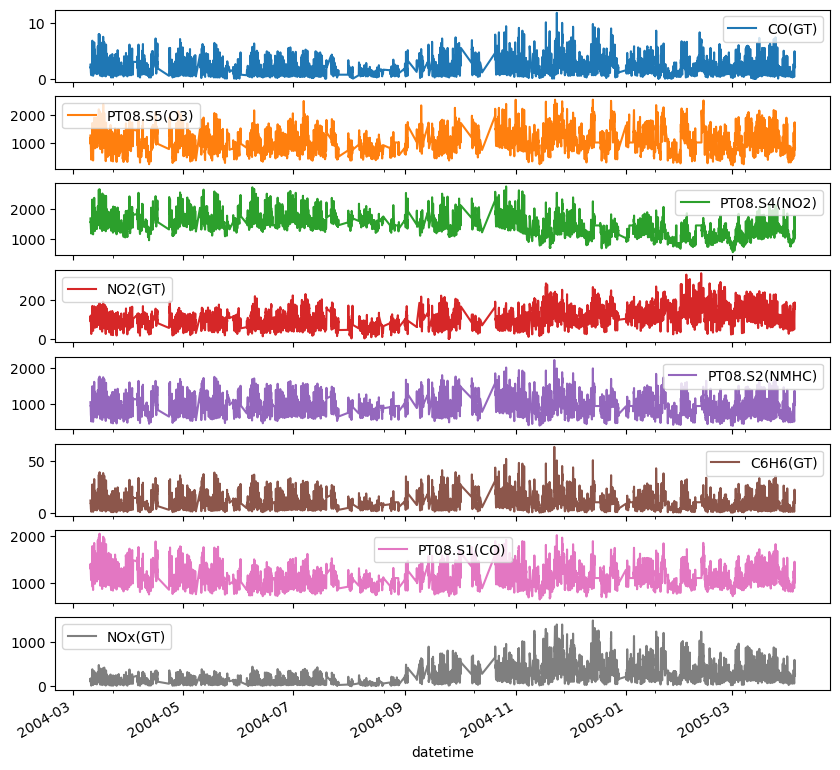 10
0
CO(GT)
2000
1000
PT08.S5(O3)
2000
1000
PT08.S4(NO2)
200
0
NO2(GT)
2000
1000
PT08.S2(NMHC)
50
0
C6H6(GT)
2000
1000
PT08.S1(CO)
1000
0
NOx(GT)
2004-03
2004-05
2004-07
2004-09
2004-11
2005-01
2005-03
datetime